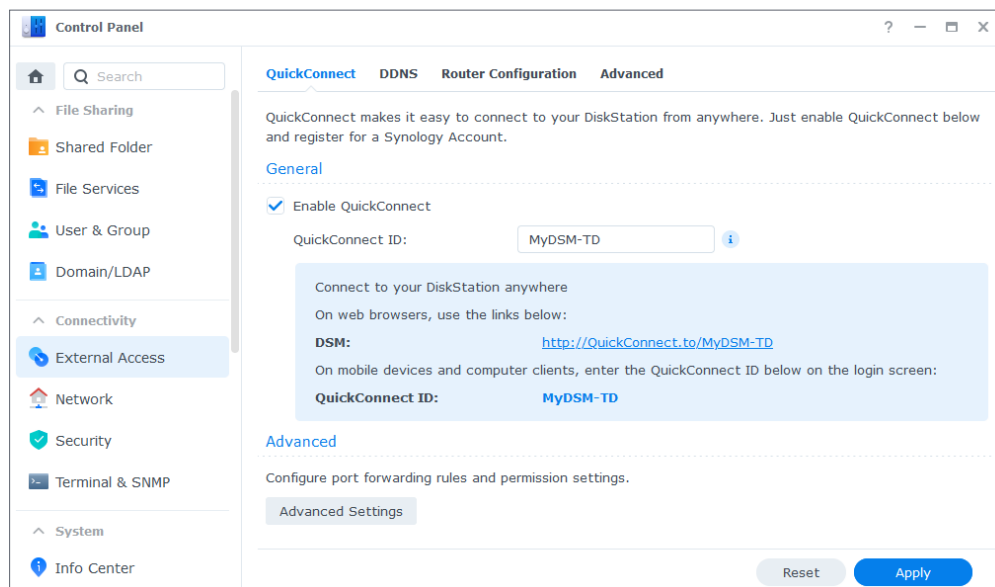 Control Panel
?
Search
File Sharing
Shared Folder
File Services
User & Group
Domain/LDAP
Connectivity
External Access
Network
Security
Terminal & SNMP
System
Info Center
QuickConnect DDNS Router Configuration Advanced
QuickConnect makes it easy to connect to your DiskStation from anywhere. Just enable QuickConnect below
and register for a Synology Account.
General
Enable QuickConnect
QuickConnect ID: MyDSM-TD i
Connect to your DiskStation anywhere
On web browsers, use the links below:
DSM: http://QuickConnect.to/MyDSM-TD
On mobile devices and computer clients, enter the QuickConnect ID below on the login screen:
QuickConnect ID: MyDSM-TD
Advanced
Configure port forwarding rules and permission settings.
Advanced Settings
Reset Apply